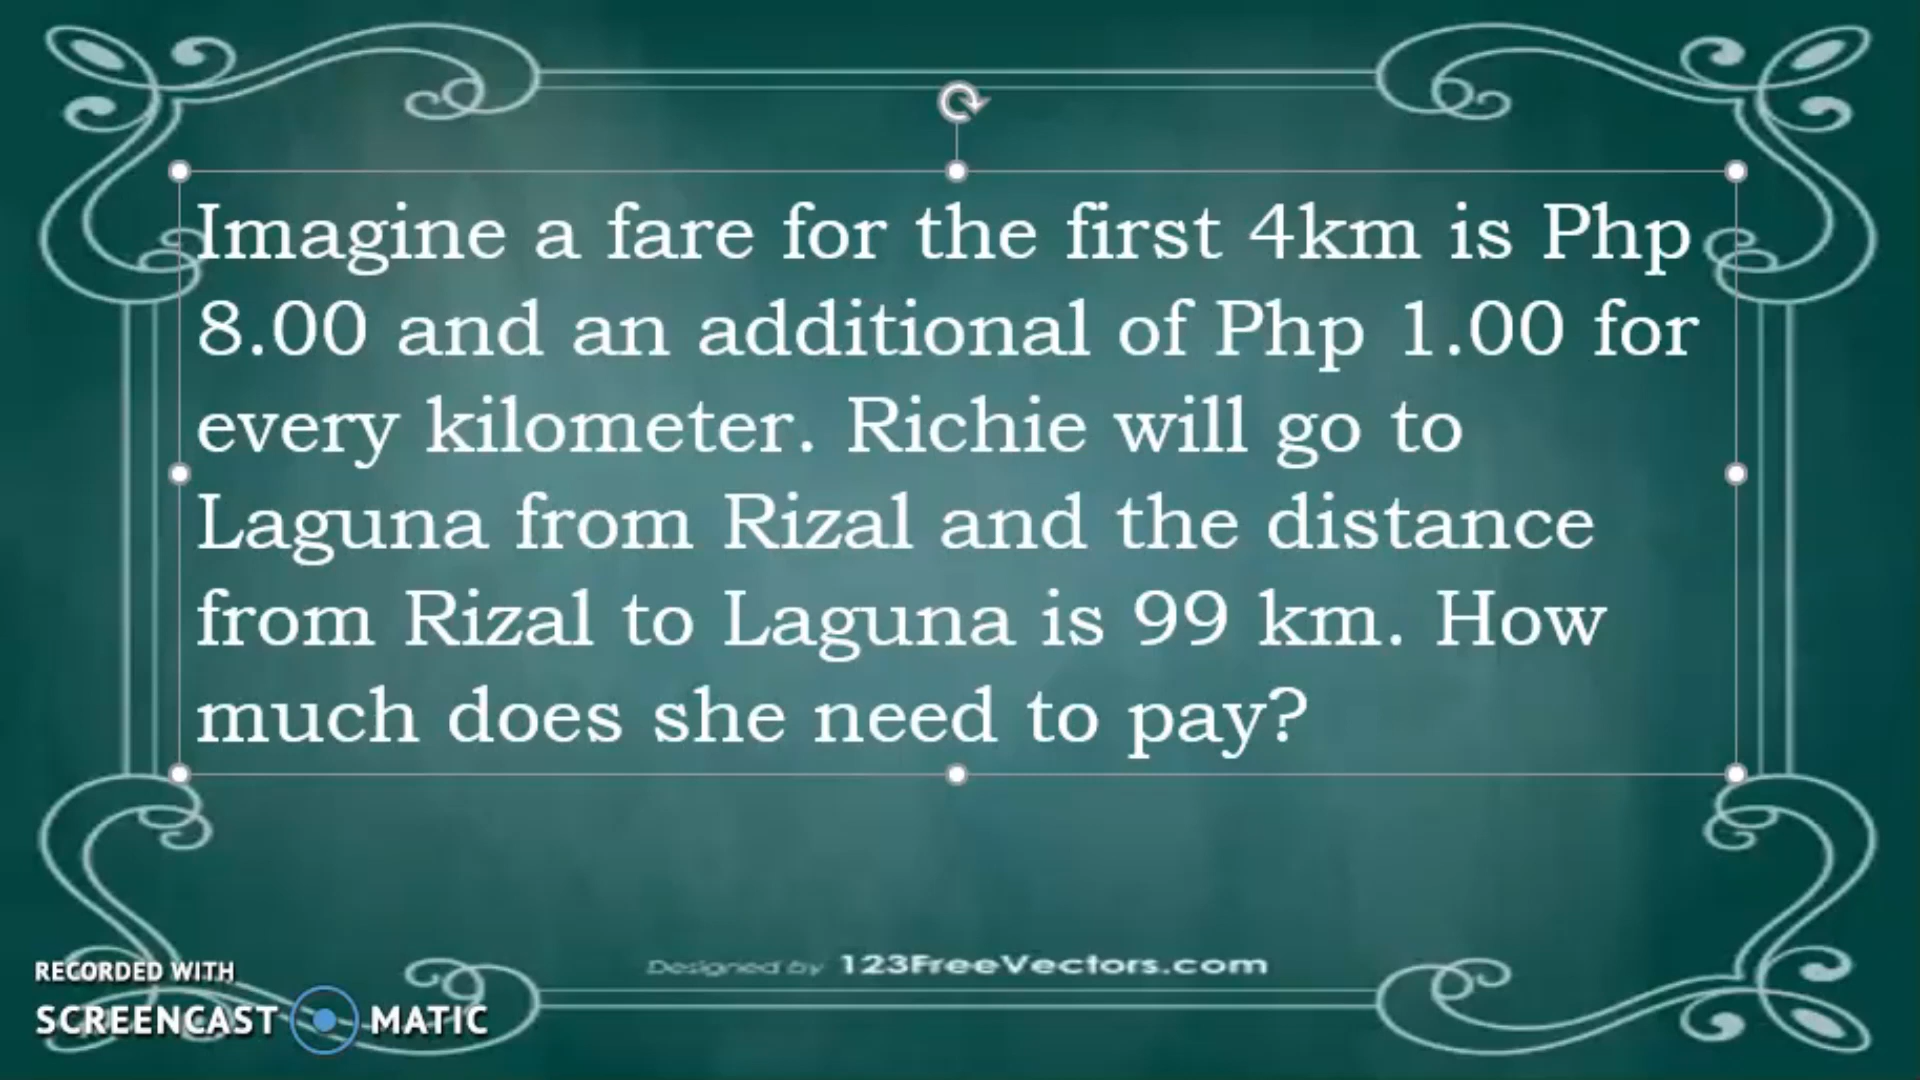 Imagine a fare for the first 4km is Php
8.00 and an additional of Php 1.00 for
every kilometer. Richie will go to
Laguna from Rizal and the distance
from Rizal to Laguna is 99 km. How
much does she need to pay?
Designed by 123FreeVectors.com
RECORDED WITH
SCREENCAST MATIC